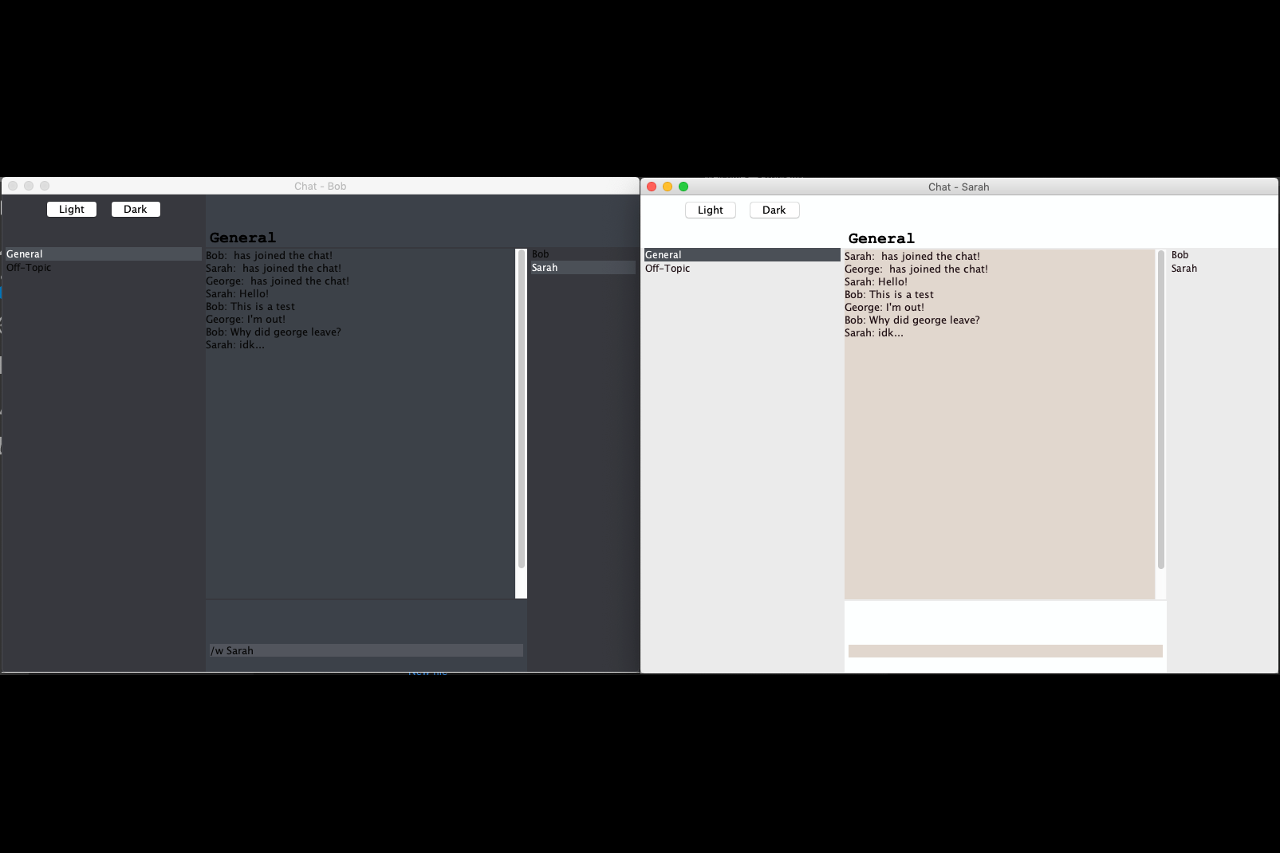 Chat - Bob
Light Dark
General
General
Off-Topic
Bob:  has joined the chat!
Sarah:  has joined the chat!
George:  has joined the chat!
Sarah: Hello!
Bob: This is a test
George: I'm out!
Bob: Why did george leave?
Sarah: idk...
Bob
Sarah
/w Sarah
Chat - Sarah
Light Dark
General
General
Off-Topic
Sarah:  has joined the chat!
George:  has joined the chat!
Sarah: Hello!
Bob: This is a test
George: I'm out!
Bob: Why did george leave?
Sarah: idk...
Bob
Sarah